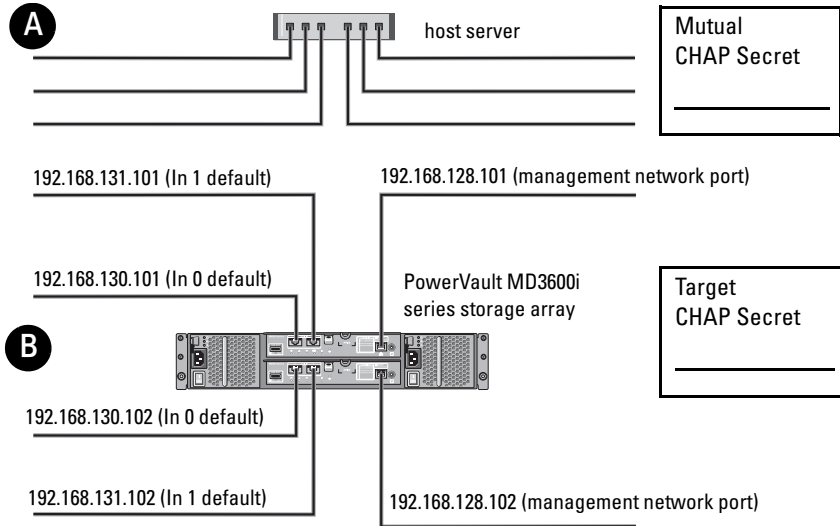 A
host server
Mutual
CHAP Secret
192.168.131.101 (In 1 default)
192.168.128.101 (management network port)
192.168.130.101 (In 0 default)
PowerVault MD3600i
series storage array
Target
CHAP Secret
B
192.168.130.102 (In 0 default)
192.168.131.102 (In 1 default)
192.168.128.102 (management network port)